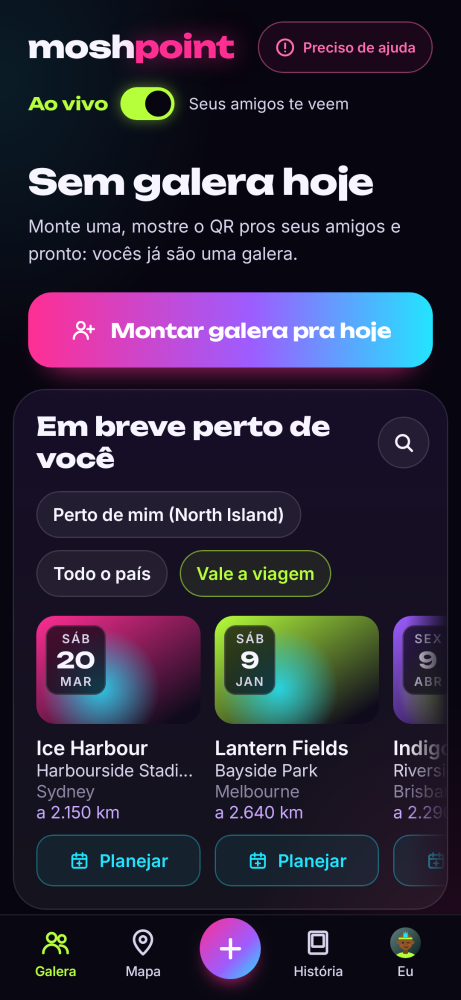 moshpoint
Preciso de ajuda
Ao vivo
Seus amigos te veem
Sem galera hoje
Monte uma, mostre o QR pros seus amigos e
pronto: vocês já são uma galera.
Montar galera pra hoje
Em breve perto de
você
Perto de mim (North Island)
Todo o país
Vale a viagem
SÁB
20
MAR
Ice Harbour
Harbourside Stadi...
Sydney
a 2.150 km
Planejar
SÁB
9
JAN
Lantern Fields
Bayside Park
Melbourne
a 2.640 km
Planejar
SEX
9
ABR
Galera
Mapa
História
Eu